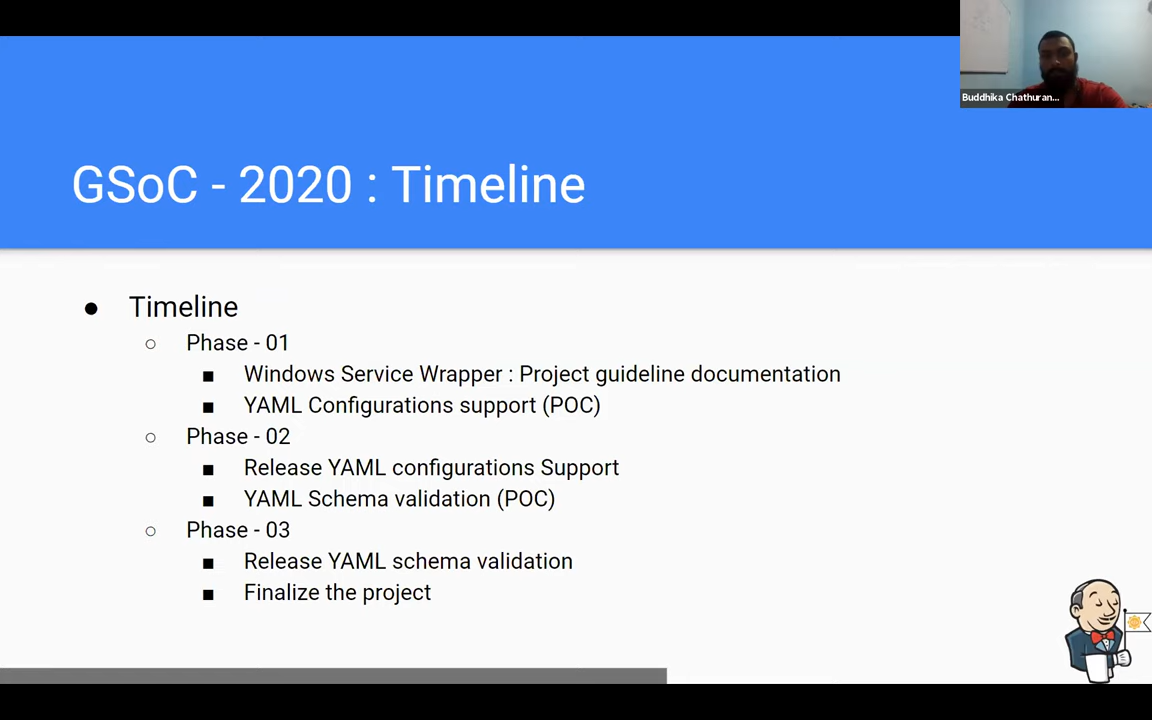 Buddhika Chathuran...
GSoC - 2020 : Timeline
● Timeline
○ Phase - 01
■ Windows Service Wrapper : Project guideline documentation
■ YAML Configurations support (POC)
○ Phase - 02
■ Release YAML configurations Support
■ YAML Schema validation (POC)
○ Phase - 03
■ Release YAML schema validation
■ Finalize the project